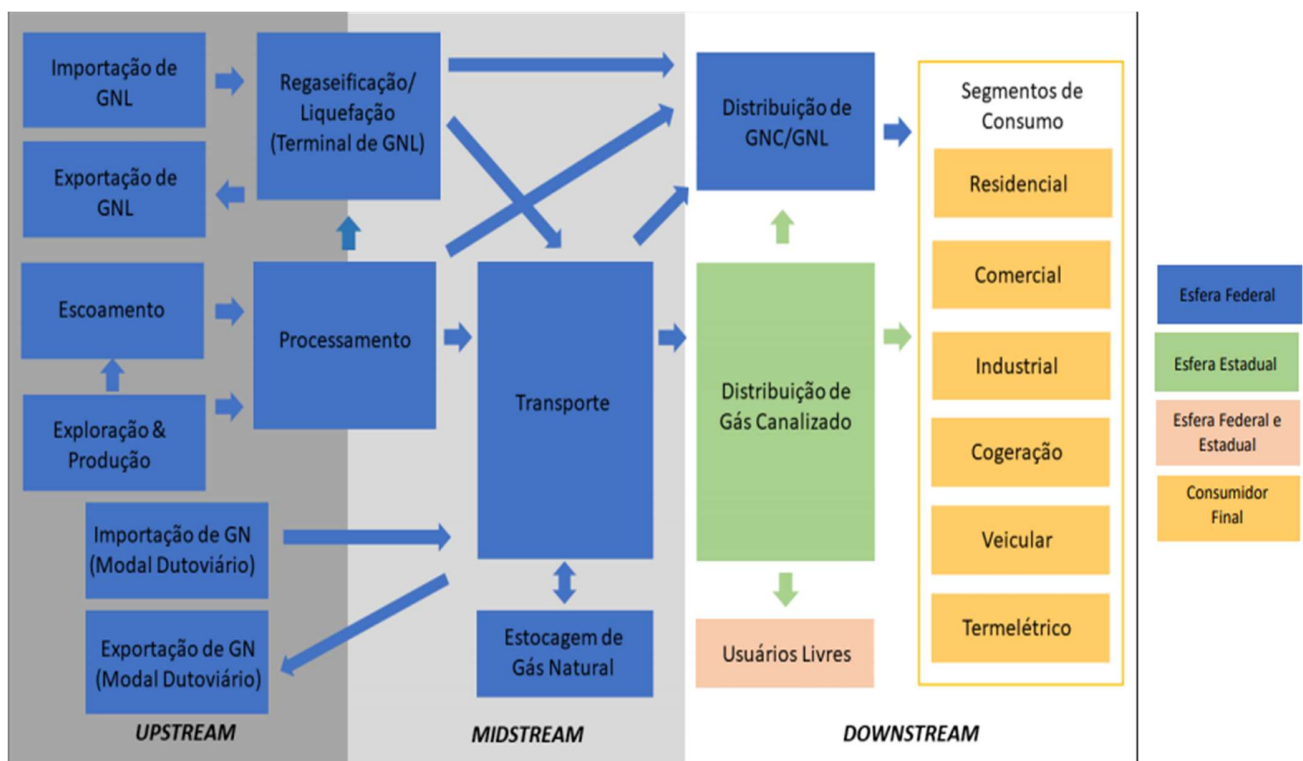 Importação de
GNL
Exportação de
GNL
Escoamento
Exploração &
Produção
Importação de GN
(Modal Dutoviário)
Exportação de GN
(Modal Dutoviário)
UPSTREAM
Regaseificação/
Liquefação
(Terminal de GNL)
Processamento
Transporte
Estocagem de
Gás Natural
MIDSTREAM
Distribuição de
GNC/GNL
Distribuição de
Gás Canalizado
Usuários Livres
Segmentos de
Consumo
Residencial
Comercial
Industrial
Cogeração
Veicular
Termelétrico
DOWNSTREAM
Esfera Federal
Esfera Estadual
Esfera Federal e
Estadual
Consumidor
Final